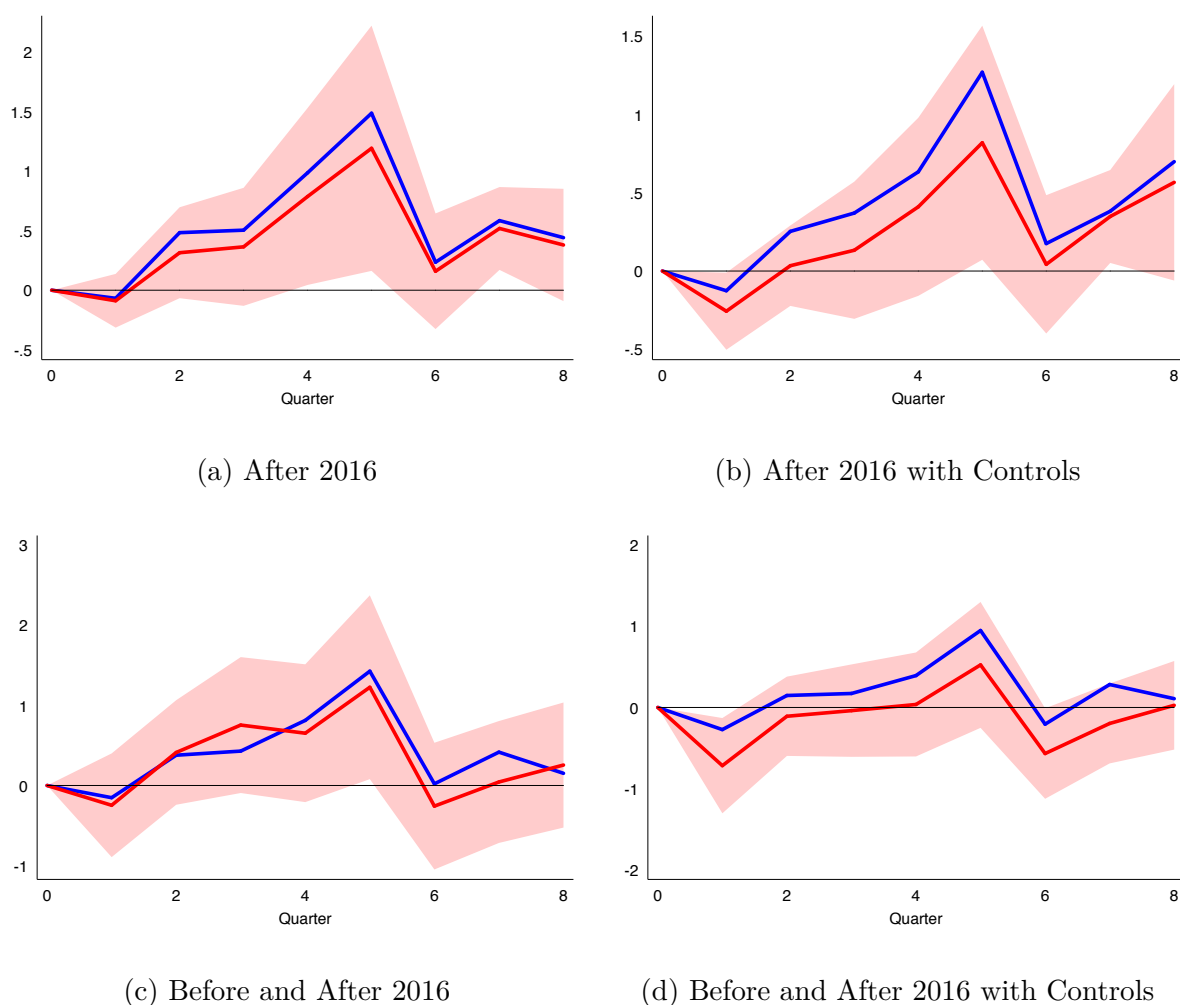 2
1.5
1
.5
0
-.5
0 2 4 6 8
Quarter
(a) After 2016
1.5
1
.5
0
-.5
0 2 4 6 8
Quarter
(b) After 2016 with Controls
3
2
1
0
-1
0 2 4 6 8
Quarter
(c) Before and After 2016
2
1
0
-1
-2
0 2 4 6 8
Quarter
(d) Before and After 2016 with Controls